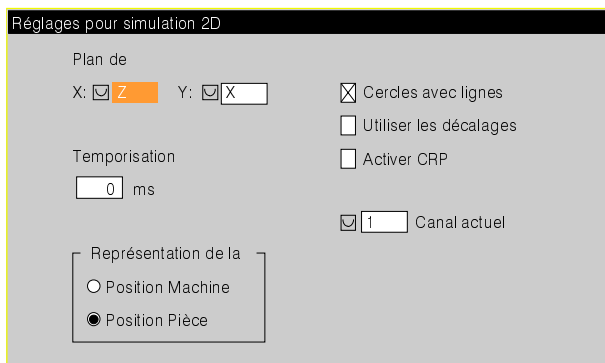 Réglages pour simulation 2D
Plan de
X: Z Y: X
Cercles avec lignes
Utiliser les décalages
Temporisation
Activer CRP
0 ms
1 Canal actuel
Représentation de la
Position Machine
Position Pièce